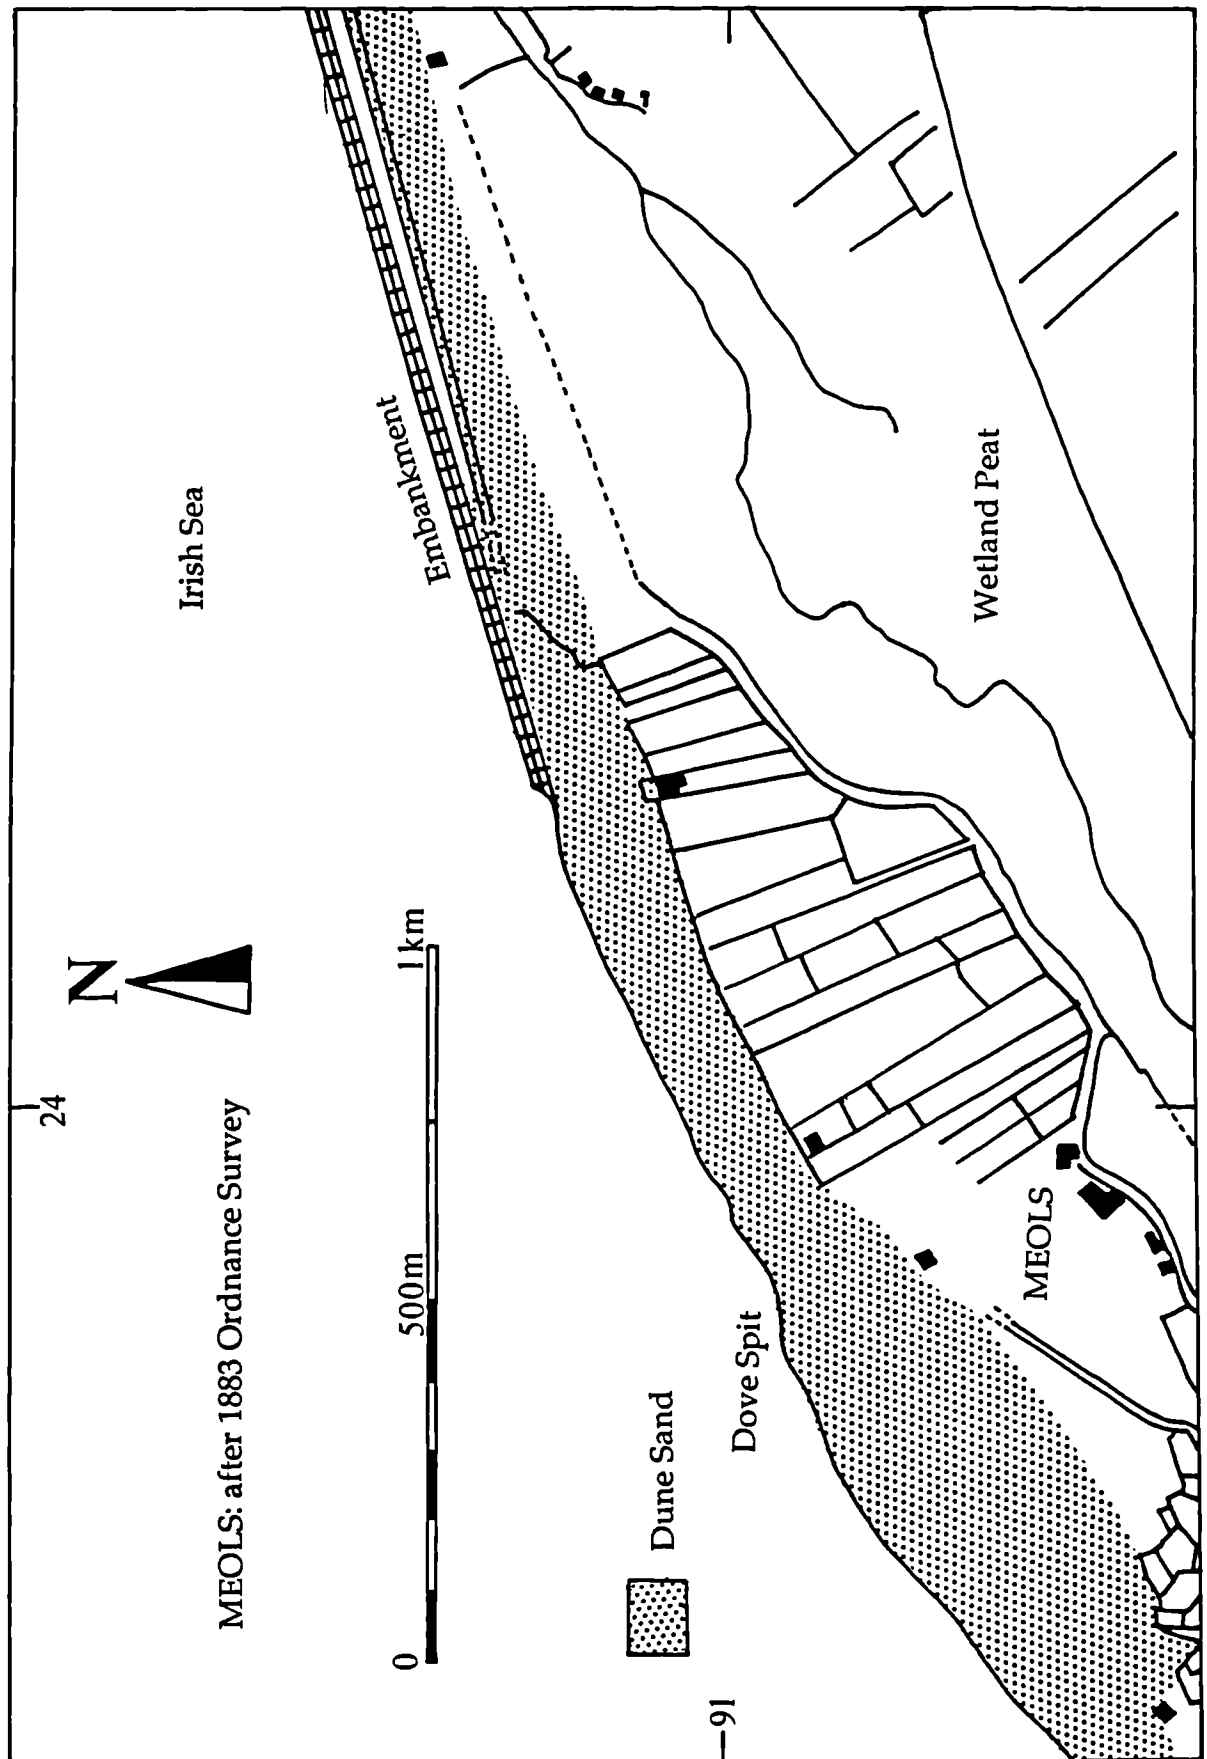 N
24
MEOLS: after 1883 Ordnance Survey
Irish Sea
0
500m
1km
Embankment
Dune Sand
Dove Spit
91
Wetland Peat
MEOLS